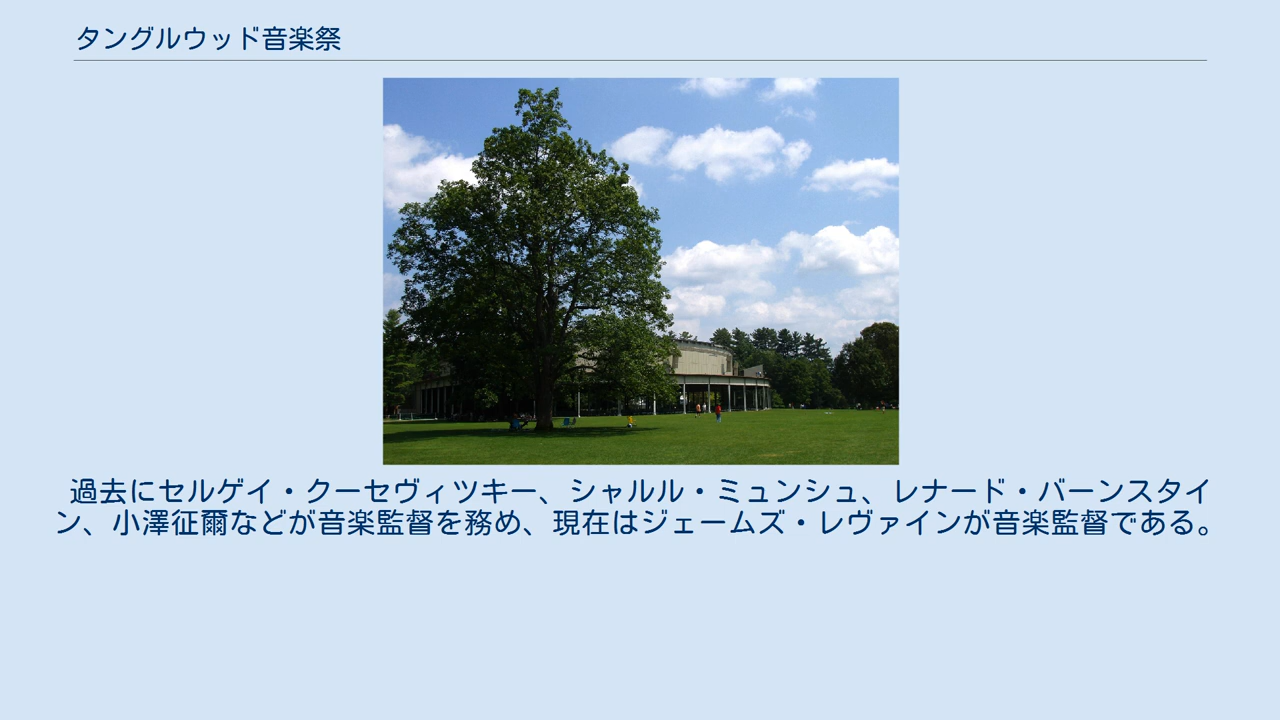 タングルウッド音楽祭
過去にセルゲイ・クーセヴィツキー、シャルル・ミュンシュ、レナード・バーンスタイ
ン、小澤征爾などが音楽監督を務め、現在はジェームズ・レヴァインが音楽監督である。